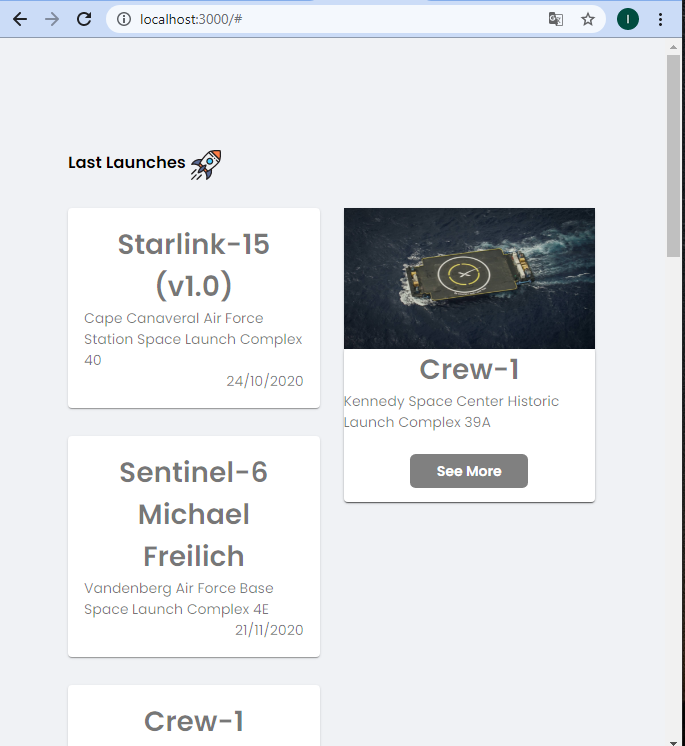 localhost:3000/#
I
Last Launches
Starlink-15
(v1.0)
Cape Canaveral Air Force
Station Space Launch Complex
40
24/10/2020
Sentinel-6
Michael
Freilich
Vandenberg Air Force Base
Space Launch Complex 4E
21/11/2020
Crew-1
Crew-1
Kennedy Space Center Historic
Launch Complex 39A
See More